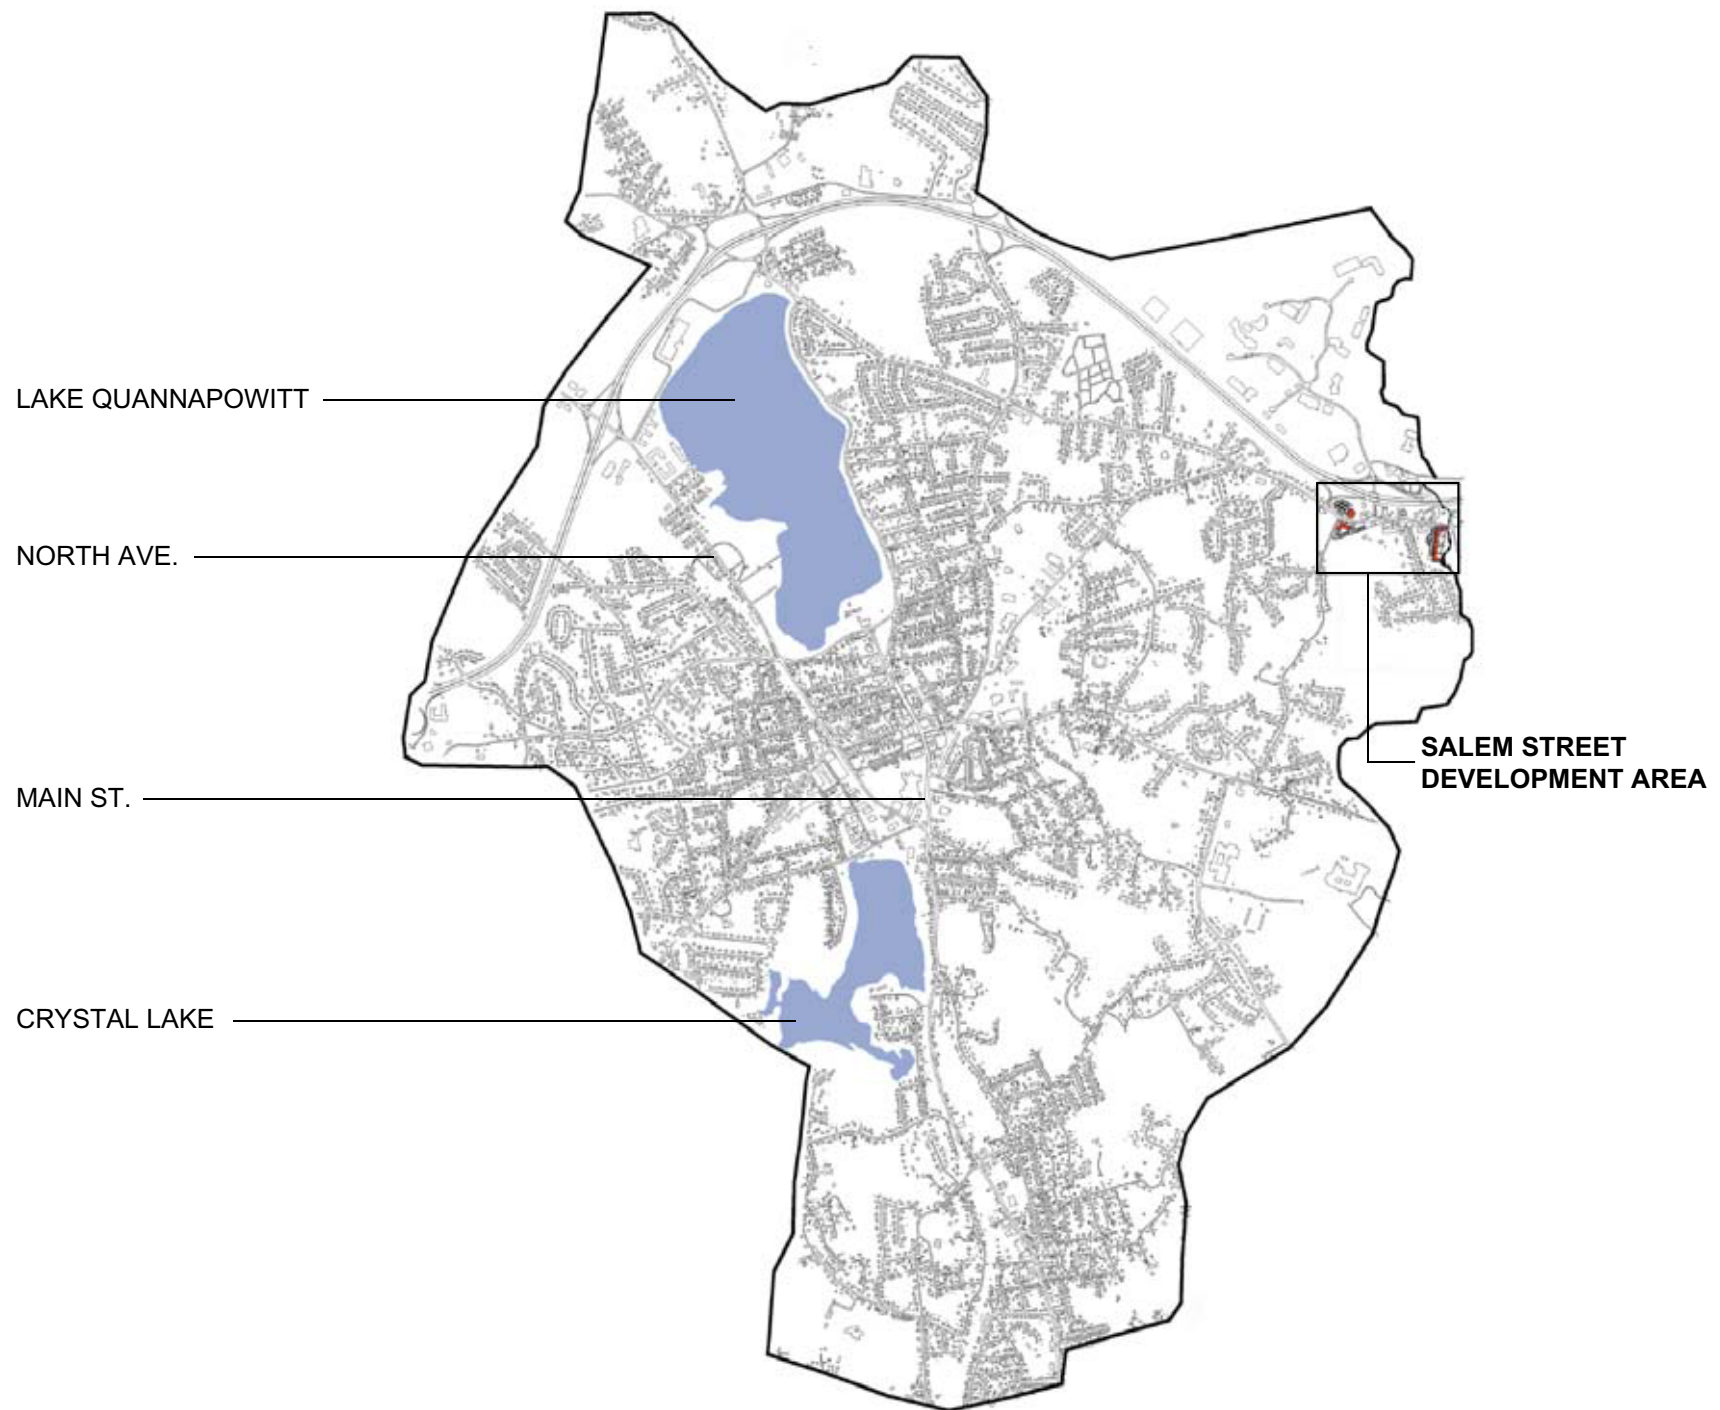 LAKE QUANNAPOWITT
NORTH AVE.
MAIN ST.
SALEM STREET
DEVELOPMENT AREA
CRYSTAL LAKE